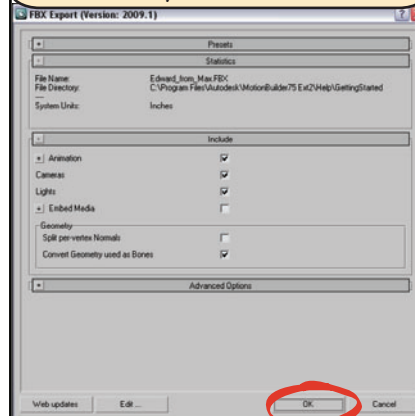 FBX Export (Version: 2009.1)
Presets
Statistics
File Name: Edward_from_Max.FBX
File Directory: C:\Program Files\Autodesk\MotionBuilder75 Ext2\Help\GettingStarted
---
System Units: Inches
Include
Animation
Cameras
Lights
Embed Media
Geometry
Split per-vertex Normals
Convert Geometry used as Bones
Advanced Options
Web updates Edit ... OK Cancel